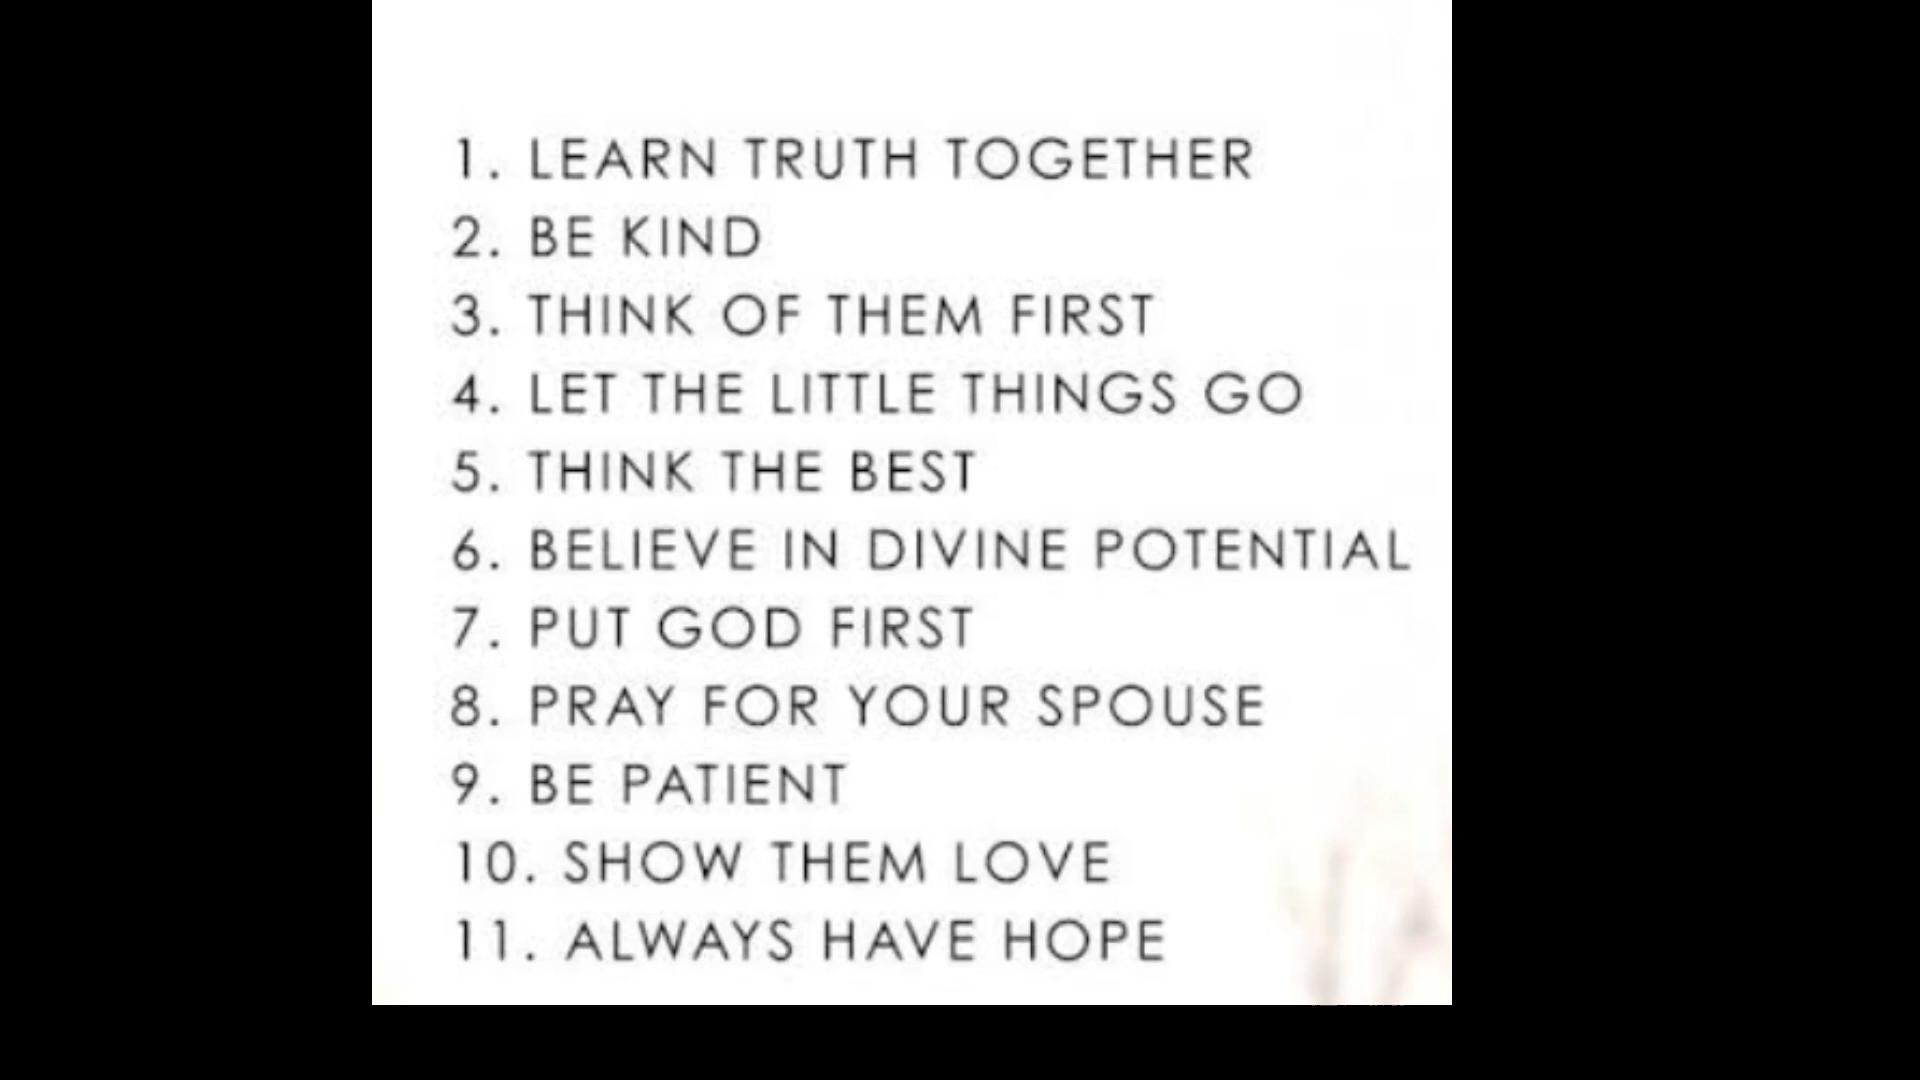 1. LEARN TRUTH TOGETHER
2. BE KIND
3. THINK OF THEM FIRST
4. LET THE LITTLE THINGS GO
5. THINK THE BEST
6. BELIEVE IN DIVINE POTENTIAL
7. PUT GOD FIRST
8. PRAY FOR YOUR SPOUSE
9. BE PATIENT
10. SHOW THEM LOVE
11. ALWAYS HAVE HOPE